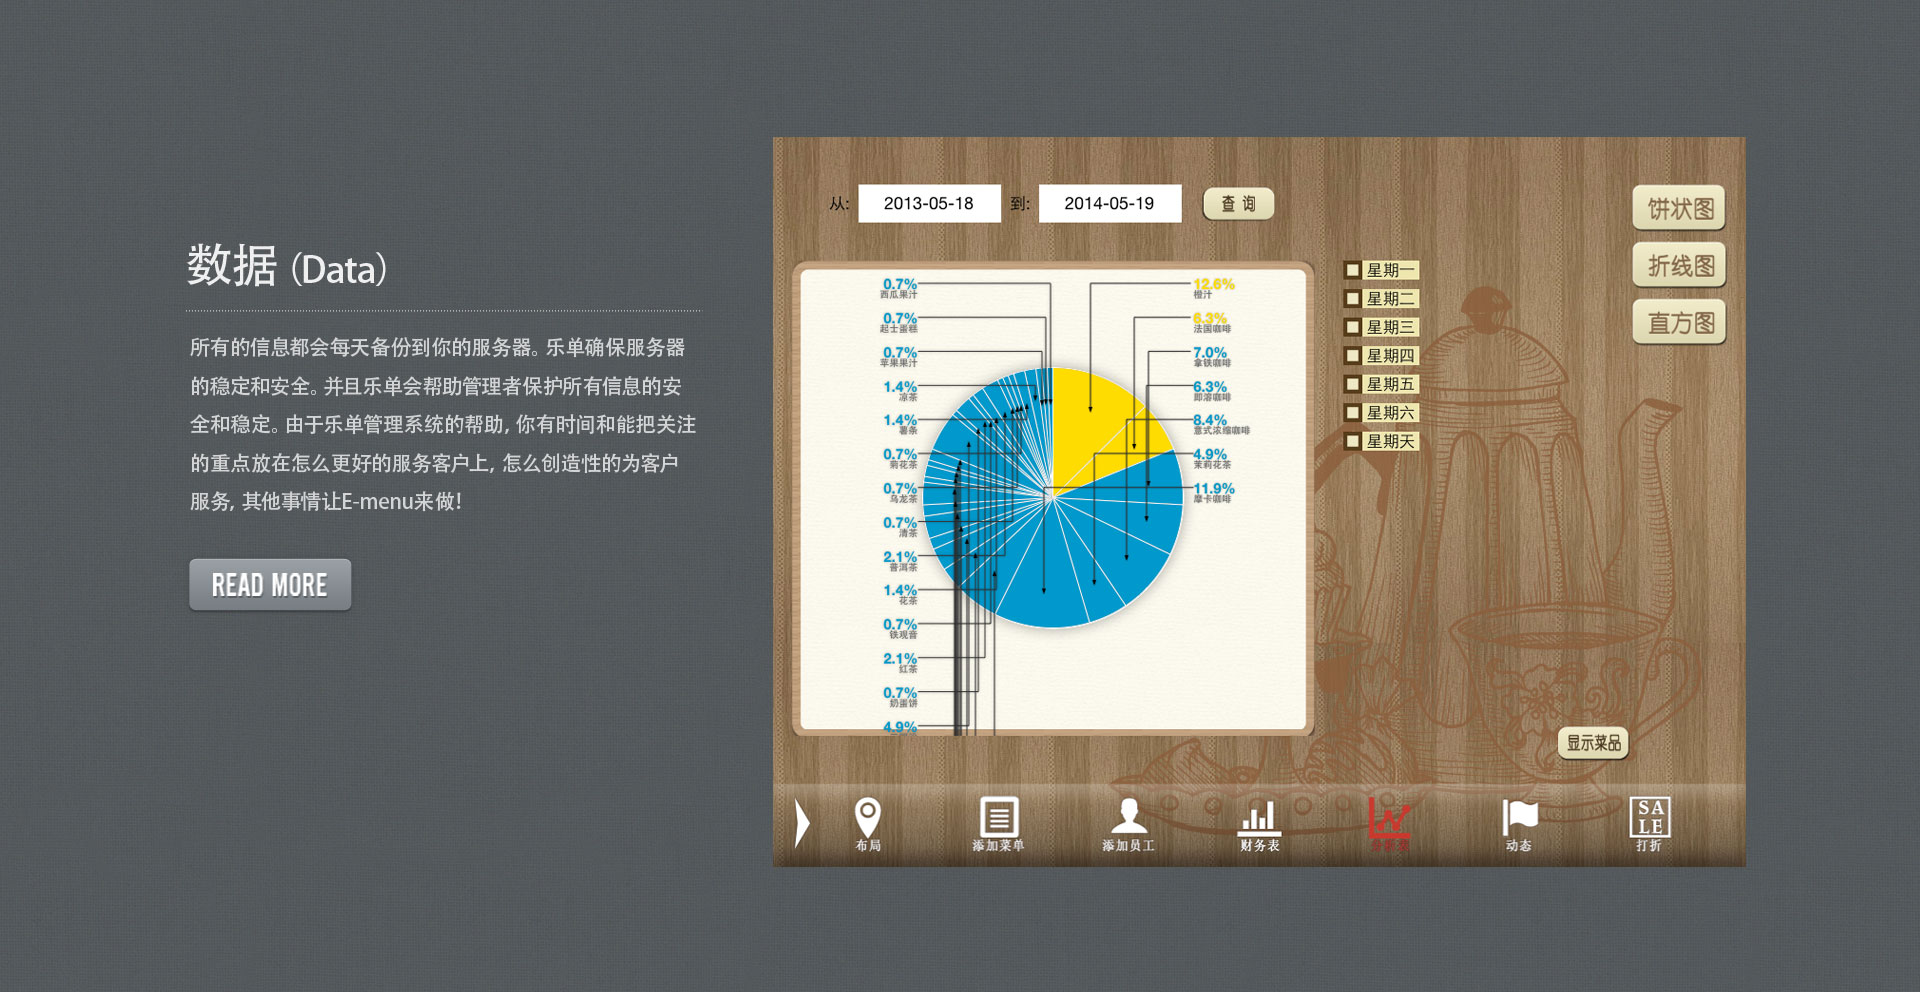 数据 (Data)
所有的信息都会每天备份到你的服务器。乐单确保服务器
的稳定和安全。并且乐单会帮助管理者保护所有信息的安
全和稳定。由于乐单管理系统的帮助, 你有时间和能把关注
的重点放在怎么更好的服务客户上, 怎么创造性的为客户
服务, 其他事情让E-menu来做!
READ MORE
从:
2013-05-18
到:
2014-05-19
查 询
饼状图
折线图
直方图
0.7%
西瓜果汁
0.7%
起士蛋糕
0.7%
苹果果汁
1.4%
凉茶
1.4%
薯条
0.7%
菊花茶
0.7%
乌龙茶
0.7%
清茶
2.1%
普洱茶
1.4%
花茶
0.7%
铁观音
2.1%
红茶
0.7%
奶蛋饼
4.9%
12.6%
橙汁
6.3%
法国咖啡
7.0%
拿铁咖啡
6.3%
即溶咖啡
8.4%
意式浓缩咖啡
4.9%
茉莉花茶
11.9%
摩卡咖啡
星期一
星期二
星期三
星期四
星期五
星期六
星期天
显示菜品
布局
添加菜单
添加员工
财务表
动态
SA
LE
打折